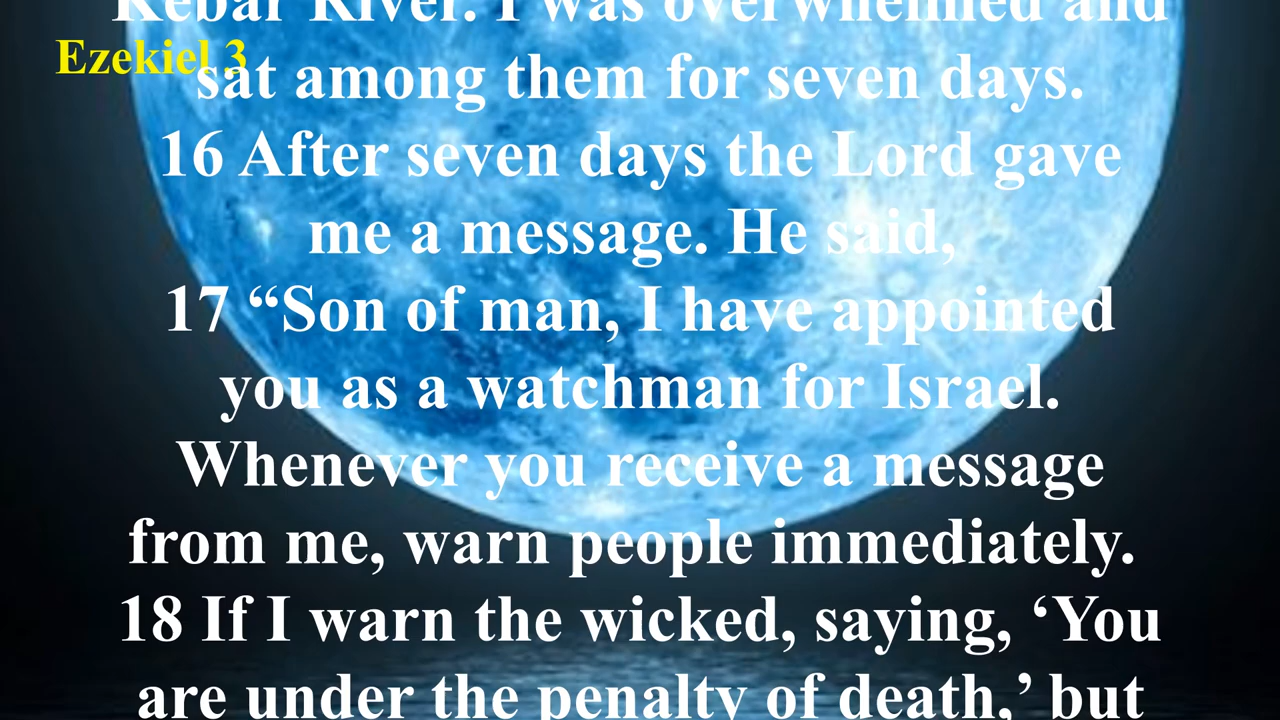 Kebar River. I was overwhelmed and
Ezekiel 3
sat among them for seven days.
16 After seven days the Lord gave
me a message. He said,
17 “Son of man, I have appointed
you as a watchman for Israel.
Whenever you receive a message
from me, warn people immediately.
18 If I warn the wicked, saying, ‘You
are under the penalty of death,’ but